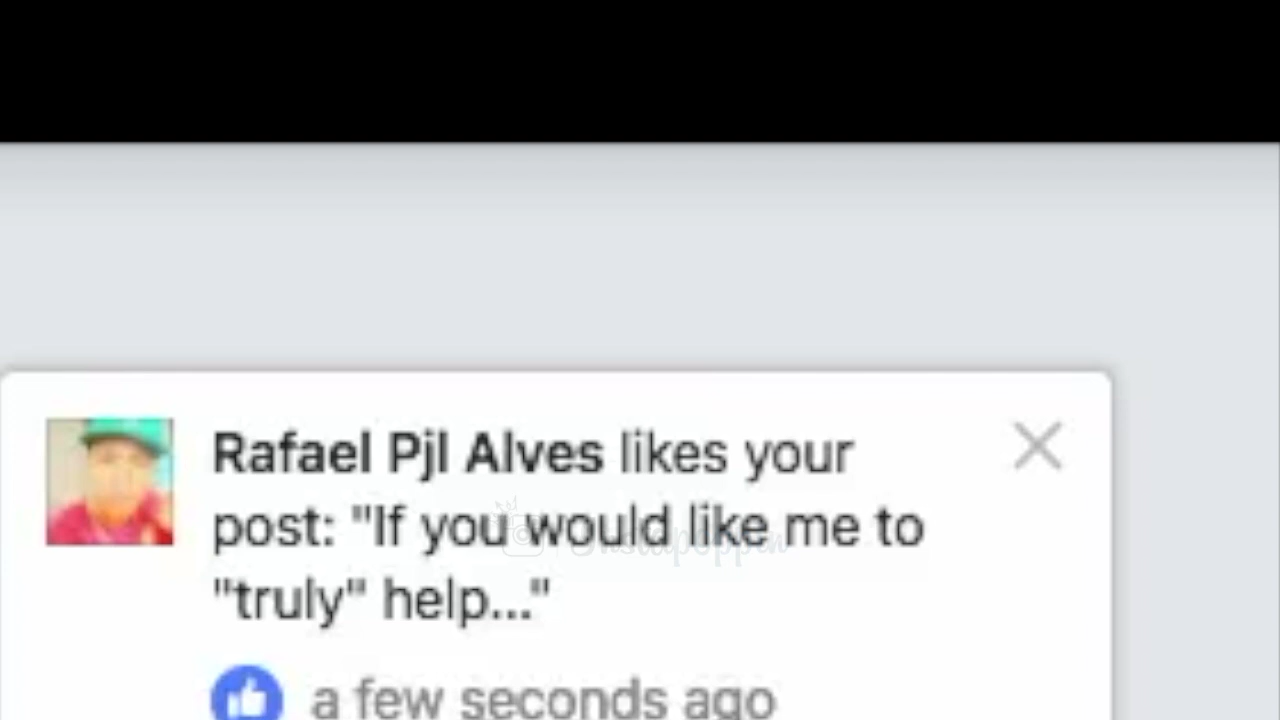 Rafael Pjl Alves likes your
post: "If you would like me to
"truly" help..."
a few seconds ago